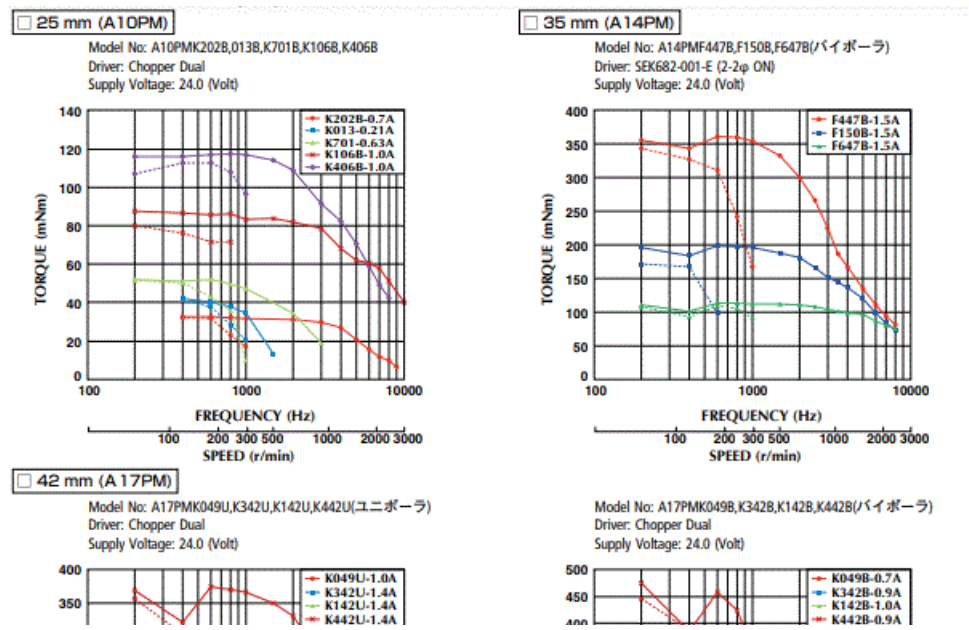 □ 25 mm (A10PM)
Model No: A10PMK202B,013B,K701B,K106B,K406B
Driver: Chopper Dual
Supply Voltage: 24.0 (Volt)
140
120
100
80
60
40
20
0
TORQUE (mNm)
K202B-0.7A
K013-0.21A
K701-0.63A
K106B-1.0A
K406B-1.0A
100 1000 10000
FREQUENCY (Hz)
100 200 300 500 1000 2000 3000
SPEED (r/min)
□ 35 mm (A14PM)
Model No: A14PMF447B,F150B,F647B(バイポーラ)
Driver: SEK682-001-E (2-2φ ON)
Supply Voltage: 24.0 (Volt)
400
350
300
250
200
150
100
50
0
TORQUE (mNm)
F447B-1.5A
F150B-1.5A
F647B-1.5A
100 1000 10000
FREQUENCY (Hz)
100 200 300 500 1000 2000 3000
SPEED (r/min)
□ 42 mm (A17PM)
Model No: A17PMK049U,K342U,K142U,K442U(ユニポーラ)
Driver: Chopper Dual
Supply Voltage: 24.0 (Volt)
400
350
K049U-1.0A
K342U-1.4A
K142U-1.4A
K442U-1.4A
Model No: A17PMK049B,K342B,K142B,K442B(バイポーラ)
Driver: Chopper Dual
Supply Voltage: 24.0 (Volt)
500
450
400
K049B-0.7A
K342B-0.9A
K142B-1.0A
K442B-0.9A